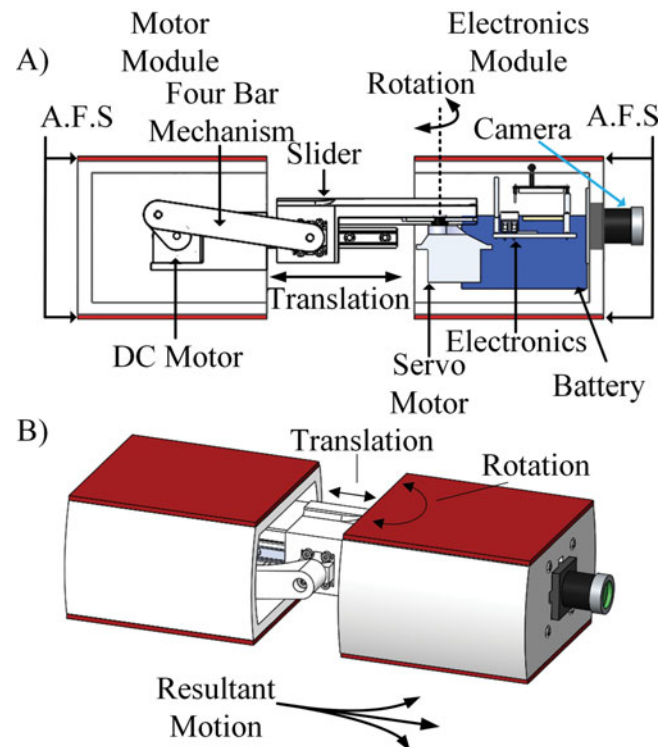 Motor
Module
Electronics
Module
A)
Four Bar
Mechanism
Rotation
A.F.S
Slider
Camera
A.F.S
Translation
DC Motor
Servo
Motor
Electronics
Battery
B)
Translation
Rotation
Resultant
Motion